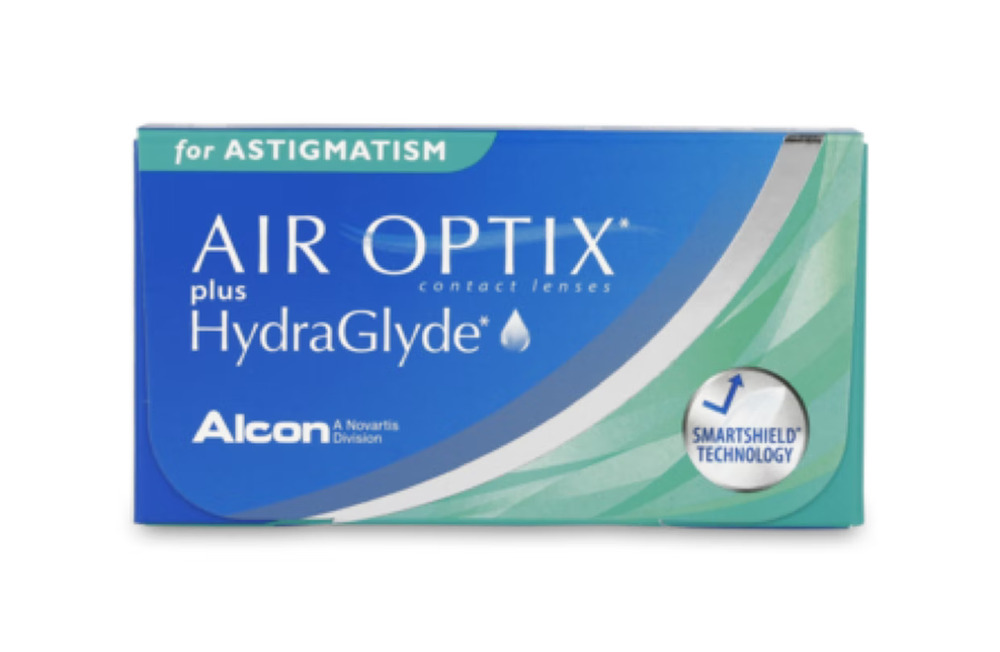 for ASTIGMATISM
AIR OPTIX*
contact lenses
plus
HydraGlyde*
Alcon A Novartis
Division
SMARTSHIELD*
TECHNOLOGY